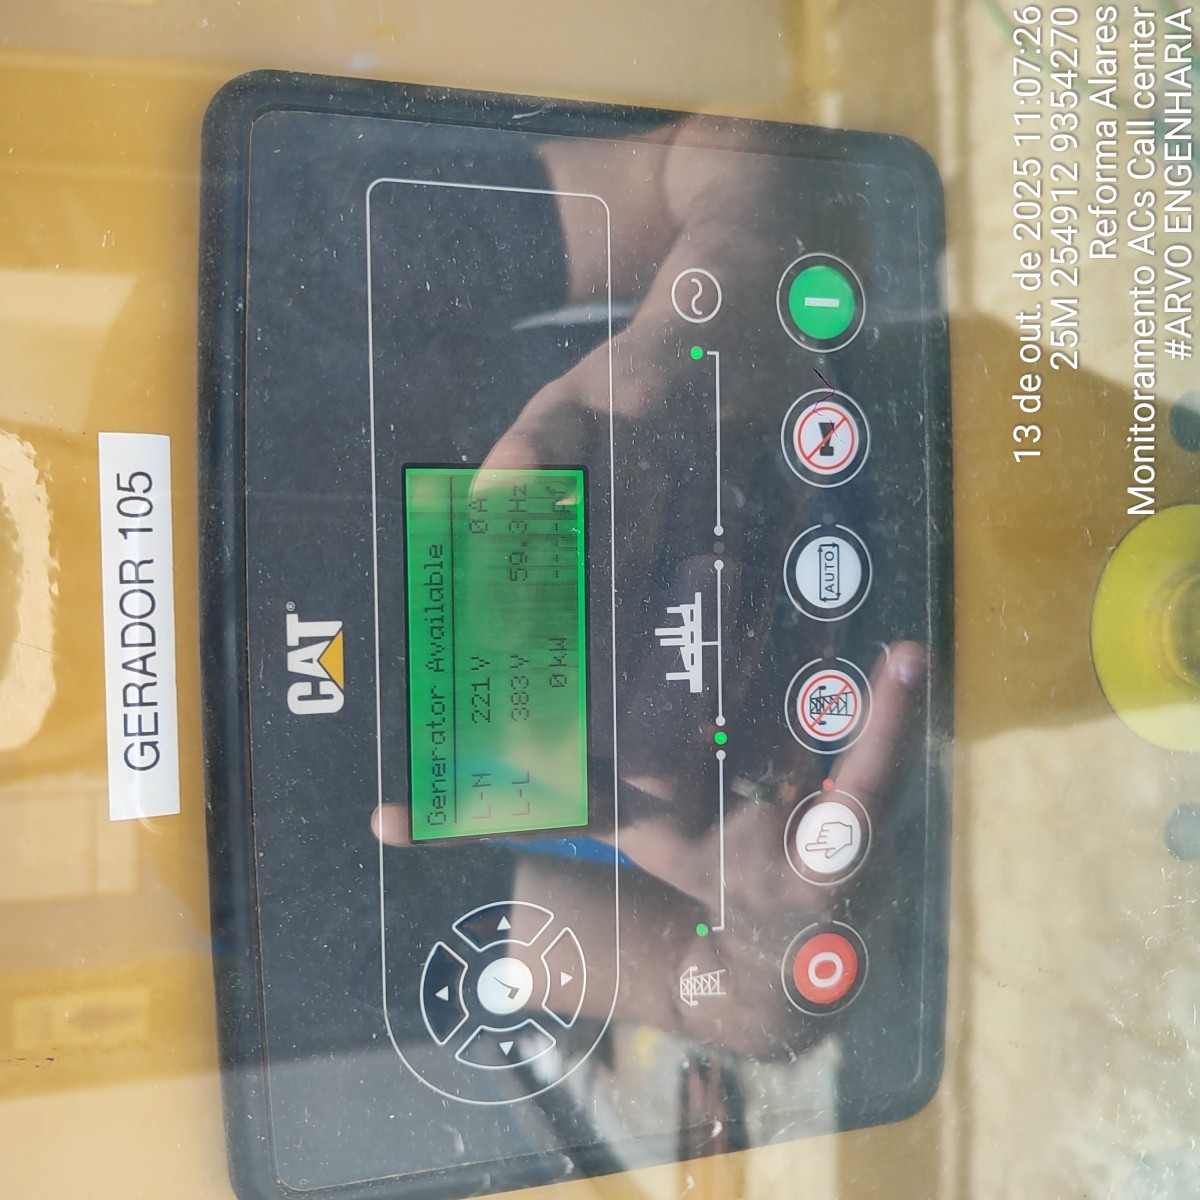 GERADOR 105
CAT®
Generator Available
L-N 221 V 0 A
L-L 383 V 59.3 Hz
0 kW ---- pf
O
AUTO
I
13 de out. de 2025 11:07:26
25M 254912 9354270
Reforma Alares
Monitoramento ACs Call center
#ARVO ENGENHARIA